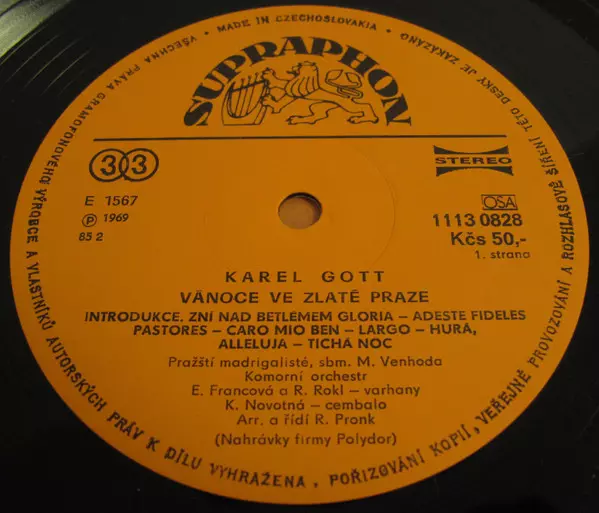 MADE IN CZECHOSLOVAKIA • VŠECHNA PRÁVA GRAMOFONOVÉHO VÝROBCE A VLASTNÍKŮ AUTORSKÝCH PRÁV K DÍLU VYHRAŽENA, POŘIZOVÁNÍ KOPIÍ, VEŘEJNÉ PROVOZOVÁNÍ A ROZHLASOVÉ ŠÍŘENÍ TÉTO DESKY JE ZAKÁZÁNO
SUPRAPHON
33
STEREO
E 1567
℗ 1969
65 2
OSA
1113 0828
Kčs 50,-
1. strana
KAREL GOTT
VÁNOCE VE ZLATÉ PRAZE
INTRODUKCE. ZNÍ NAD BETLÉMEM GLORIA – ADESTE FIDELES
PASTORES – CARO MIO BEN – LARGO – HURÁ,
ALLELUJA – TICHÁ NOC
Pražští madrigalisté, sbm. M. Venhoda
Komorní orchestr
E. Francová a R. Rokl – varhany
K. Novotná – cembalo
Arr. a řídí R. Pronk
(Nahrávky firmy Polydor)